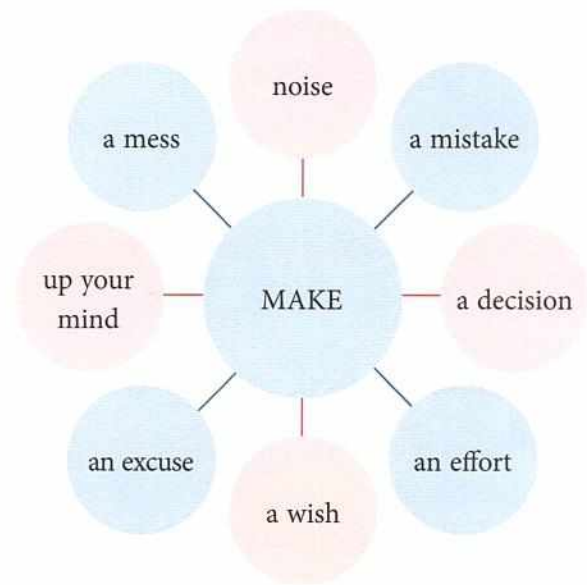 noise
a mess
a mistake
up your
mind
MAKE
a decision
an excuse
an effort
a wish